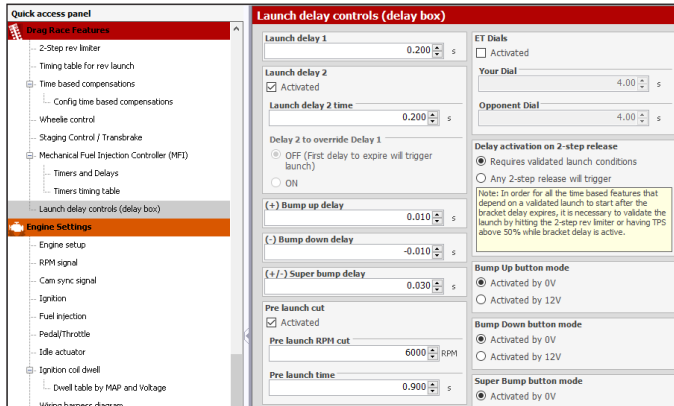 Quick access panel
Drag Race Features
2-Step rev limiter
Timing table for rev launch
Time based compensations
Config time based compensations
Wheelie control
Staging Control / Transbrake
Mechanical Fuel Injection Controller (MFI)
Timers and Delays
Timers timing table
Launch delay controls (delay box)
Engine Settings
Engine setup
RPM signal
Cam sync signal
Ignition
Fuel injection
Pedal/Throttle
Idle actuator
Ignition coil dwell
Dwell table by MAP and Voltage
Wiring harness diagram
Launch delay controls (delay box)
Launch delay 1
0.200 s
Launch delay 2
Activated
Launch delay 2 time
0.200 s
Delay 2 to override Delay 1
OFF (First delay to expire will trigger
launch)
ON
(+) Bump up delay
0.010 s
(-) Bump down delay
-0.010 s
(+/-) Super bump delay
0.030 s
Pre launch cut
Activated
Pre launch RPM cut
6000 RPM
Pre launch time
0.900 s
ET Dials
Activated
Your Dial
4.00 s
Opponent Dial
4.00 s
Delay activation on 2-step release
Requires validated launch conditions
Any 2-step release will trigger
Note: In order for all the time based features that
depend on a validated launch to start after the
bracket delay expires, it is necessary to validate the
launch by hitting the 2-step rev limiter or having TPS
above 50% while bracket delay is active.
Bump Up button mode
Activated by 0V
Activated by 12V
Bump Down button mode
Activated by 0V
Activated by 12V
Super Bump button mode
Activated by 0V